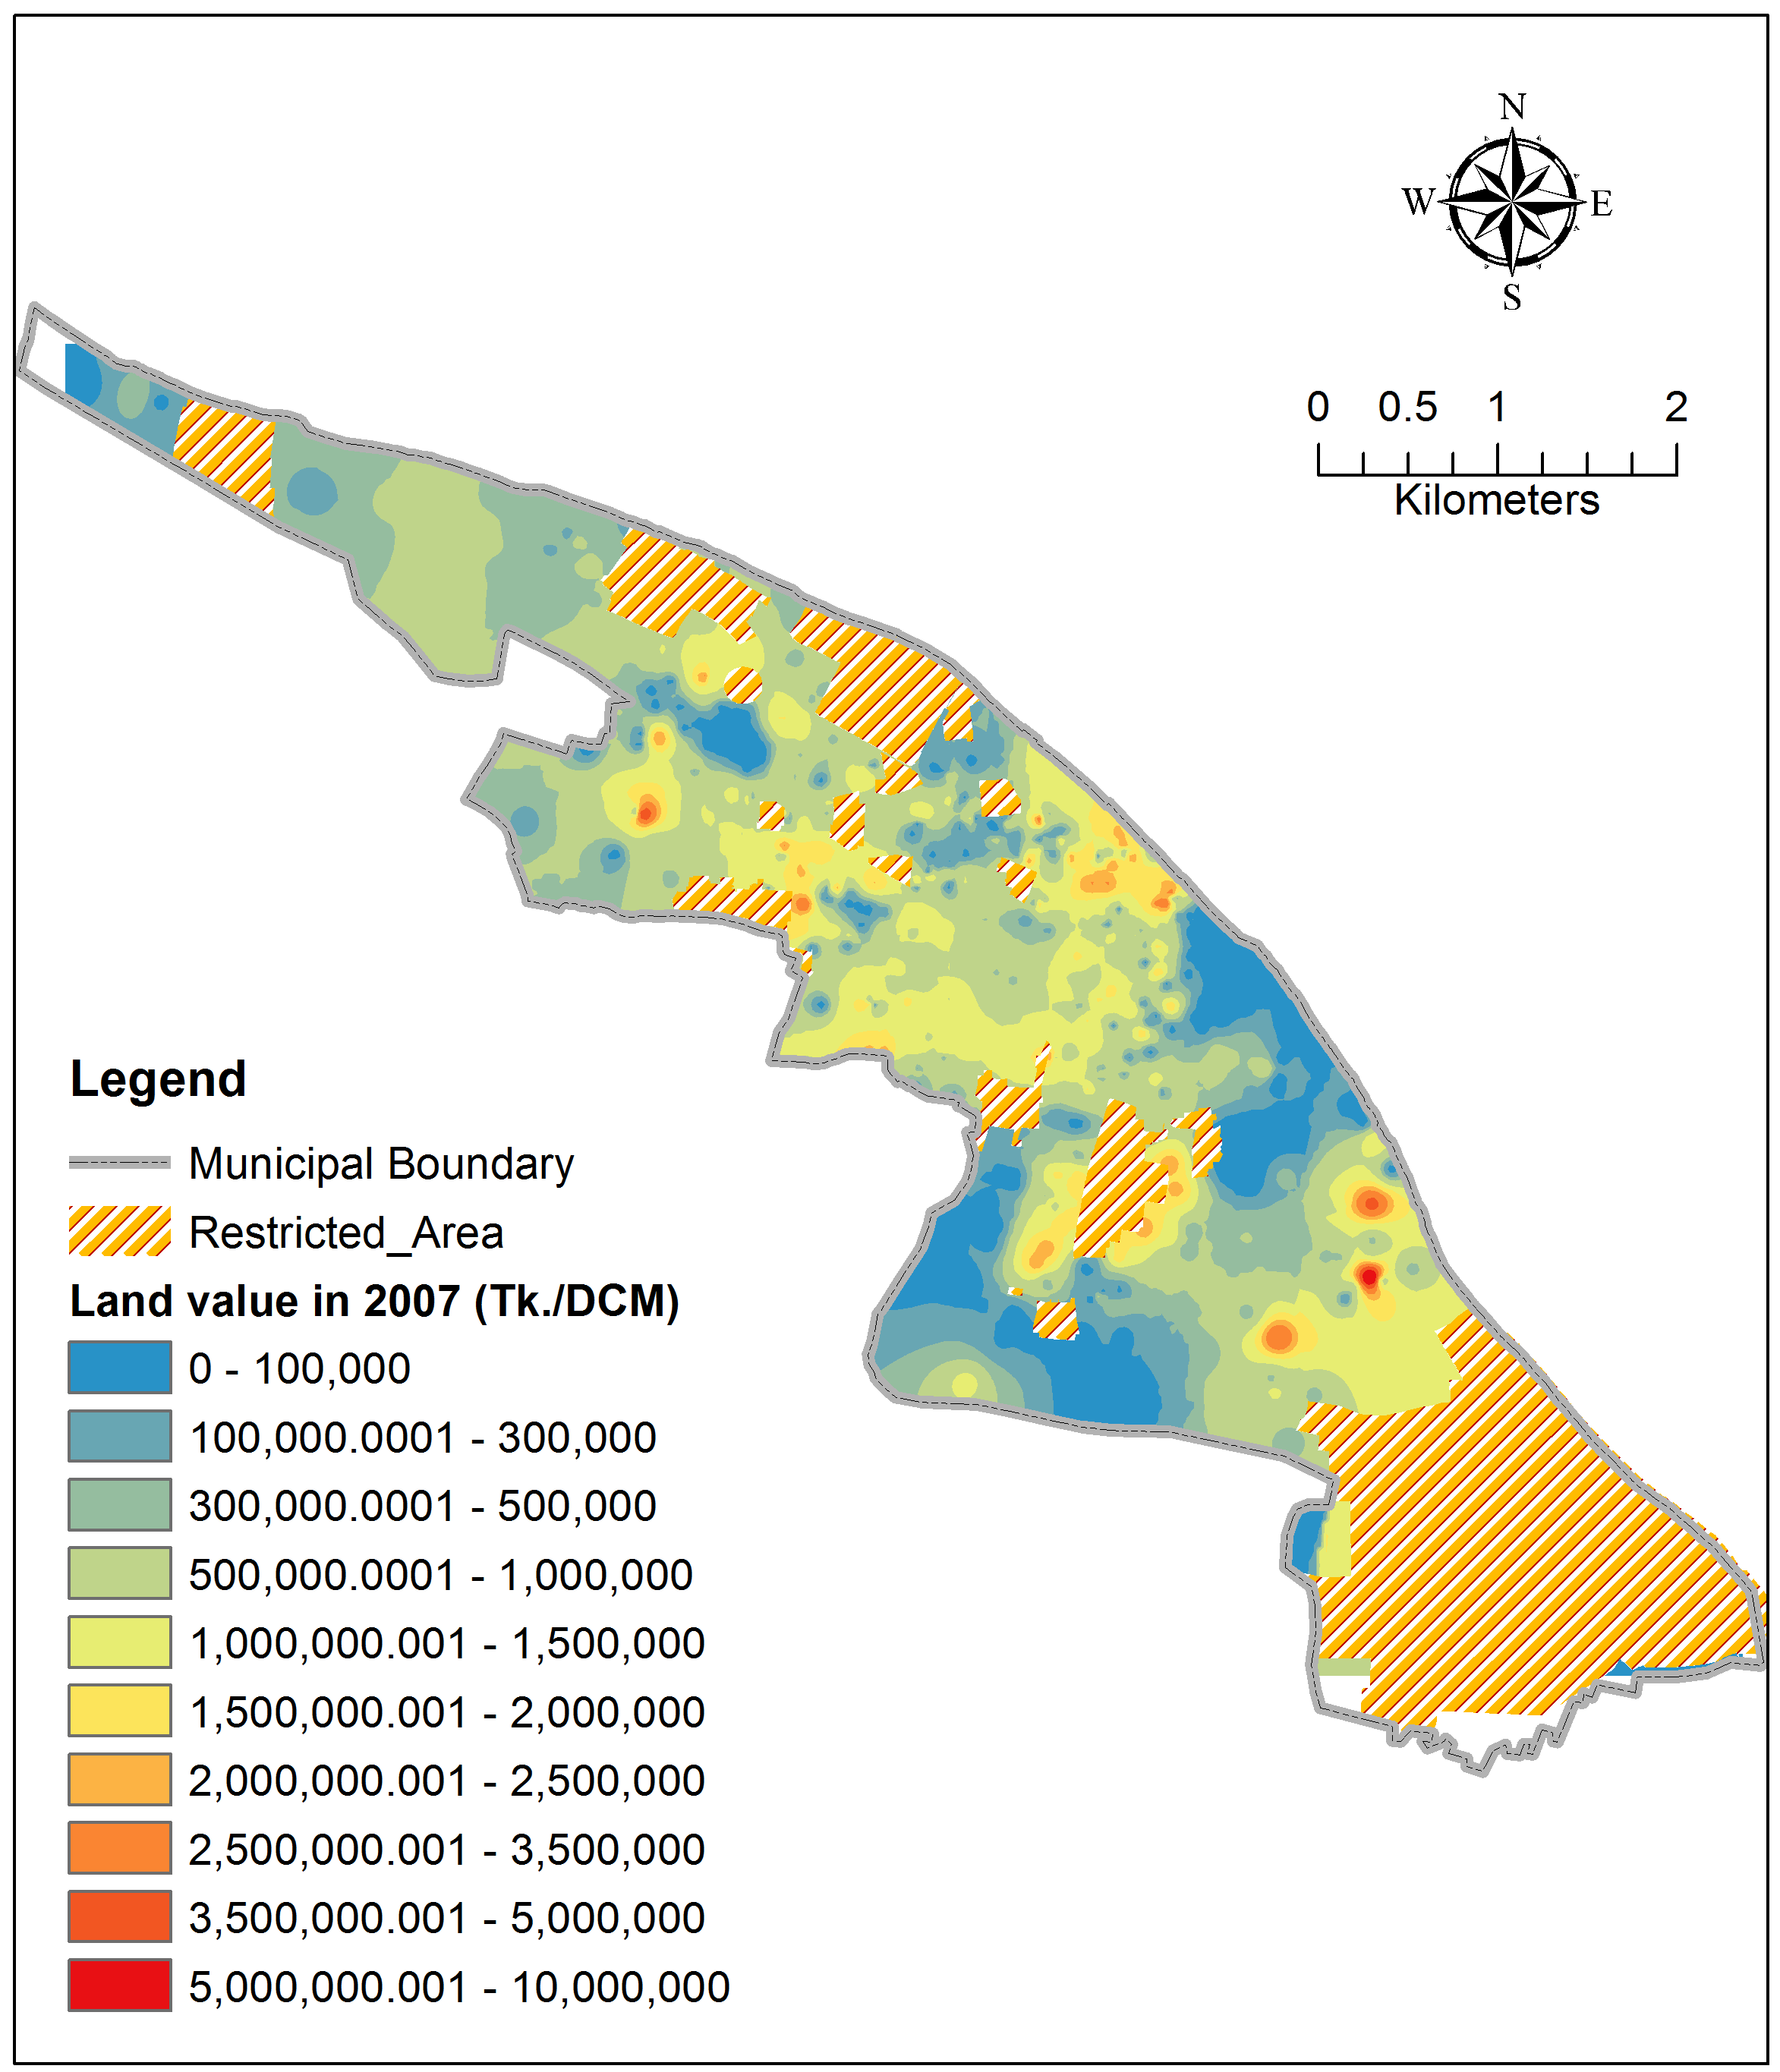 N
W E
S
0 0.5 1 2
Kilometers
Legend
Municipal Boundary
Restricted_Area
Land value in 2007 (Tk./DCM)
0 - 100,000
100,000.0001 - 300,000
300,000.0001 - 500,000
500,000.0001 - 1,000,000
1,000,000.001 - 1,500,000
1,500,000.001 - 2,000,000
2,000,000.001 - 2,500,000
2,500,000.001 - 3,500,000
3,500,000.001 - 5,000,000
5,000,000.001 - 10,000,000